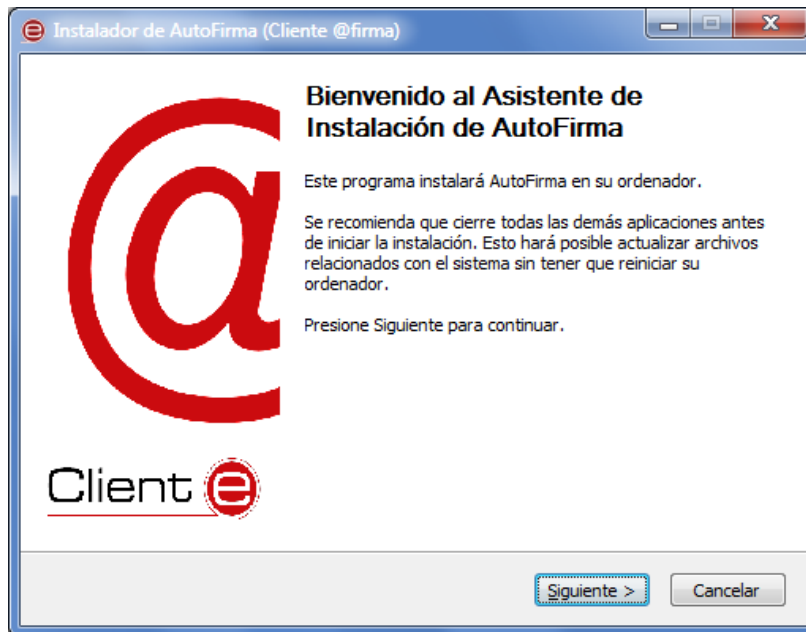 Instalador de AutoFirma (Cliente @firma)
Bienvenido al Asistente de
Instalación de AutoFirma
Este programa instalará AutoFirma en su ordenador.
Se recomienda que cierre todas las demás aplicaciones antes
de iniciar la instalación. Esto hará posible actualizar archivos
relacionados con el sistema sin tener que reiniciar su
ordenador.
Presione Siguiente para continuar.
@
Client e
Siguiente >
Cancelar